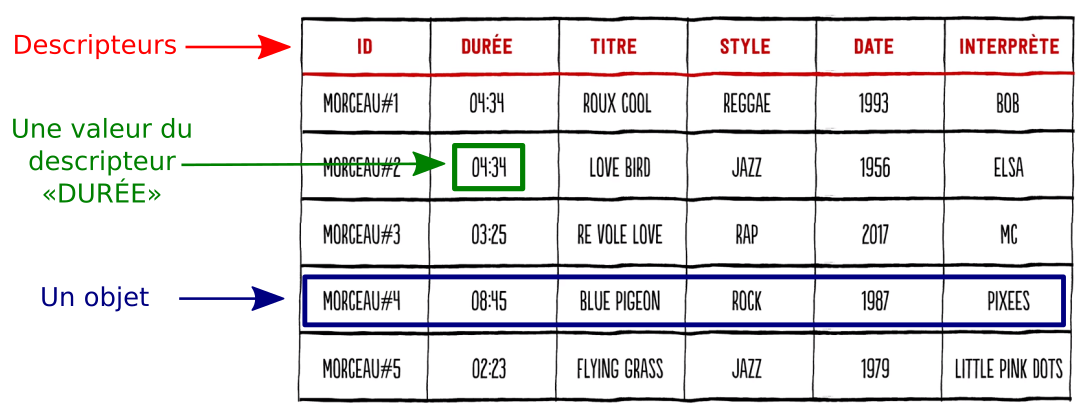 Descripteurs
ID DURÉE TITRE STYLE DATE INTERPRÈTE
MORCEAU#1 04:34 ROUX COOL REGGAE 1993 BOB
Une valeur du
descripteur
«DURÉE»
MORCEAU#2 04:34 LOVE BIRD JAZZ 1956 ELSA
MORCEAU#3 03:25 RE VOLE LOVE RAP 2017 MC
Un objet
MORCEAU#4 08:45 BLUE PIGEON ROCK 1987 PIXEES
MORCEAU#5 02:23 FLYING GRASS JAZZ 1979 LITTLE PINK DOTS